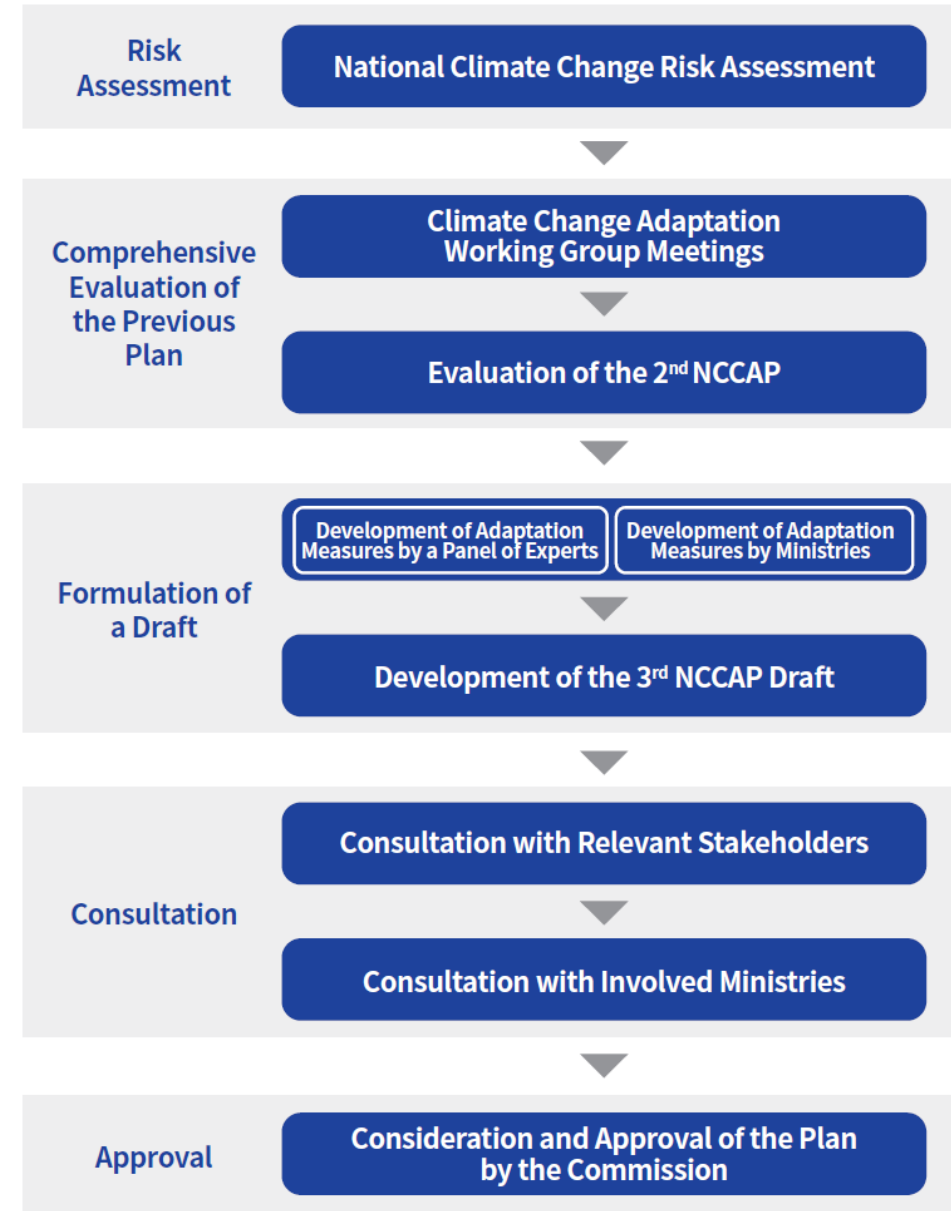 Risk
Assessment
National Climate Change Risk Assessment
Comprehensive
Evaluation of
the Previous
Plan
Climate Change Adaptation
Working Group Meetings
Evaluation of the 2nd NCCAP
Formulation of
a Draft
Development of Adaptation
Measures by a Panel of Experts
Development of Adaptation
Measures by Ministries
Development of the 3rd NCCAP Draft
Consultation
Consultation with Relevant Stakeholders
Consultation with Involved Ministries
Approval
Consideration and Approval of the Plan
by the Commission